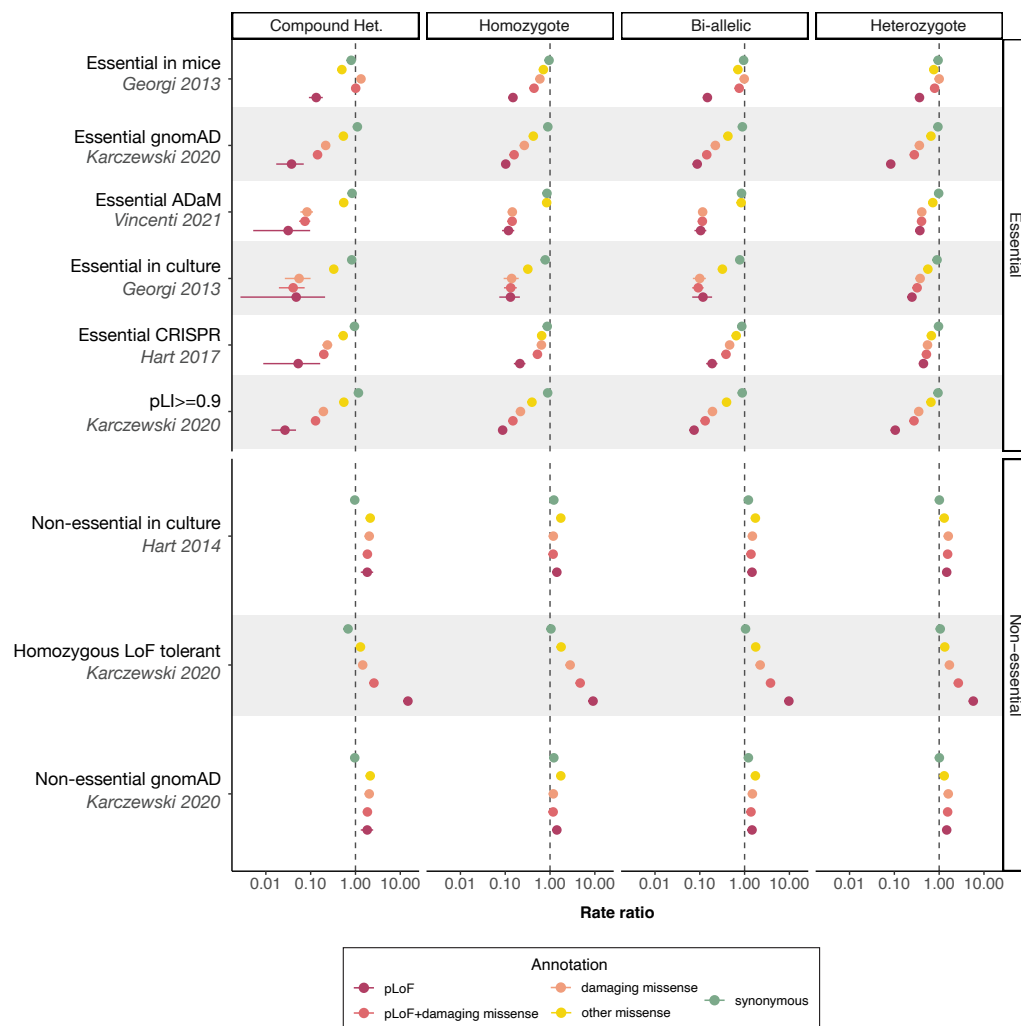 Compound Het. Homozygote Bi-allelic Heterozygote
Essential in mice
Georgi 2013
Essential gnomAD
Karczewski 2020
Essential ADaM
Vincenti 2021
Essential in culture
Georgi 2013
Essential CRISPR
Hart 2017
pLI>=0.9
Karczewski 2020
Essential
Non-essential in culture
Hart 2014
Homozygous LoF tolerant
Karczewski 2020
Non-essential gnomAD
Karczewski 2020
Non−essential
0.01 0.10 1.00 10.00 0.01 0.10 1.00 10.00 0.01 0.10 1.00 10.00 0.01 0.10 1.00 10.00
Rate ratio
Annotation
pLoF damaging missense synonymous
pLoF+damaging missense other missense